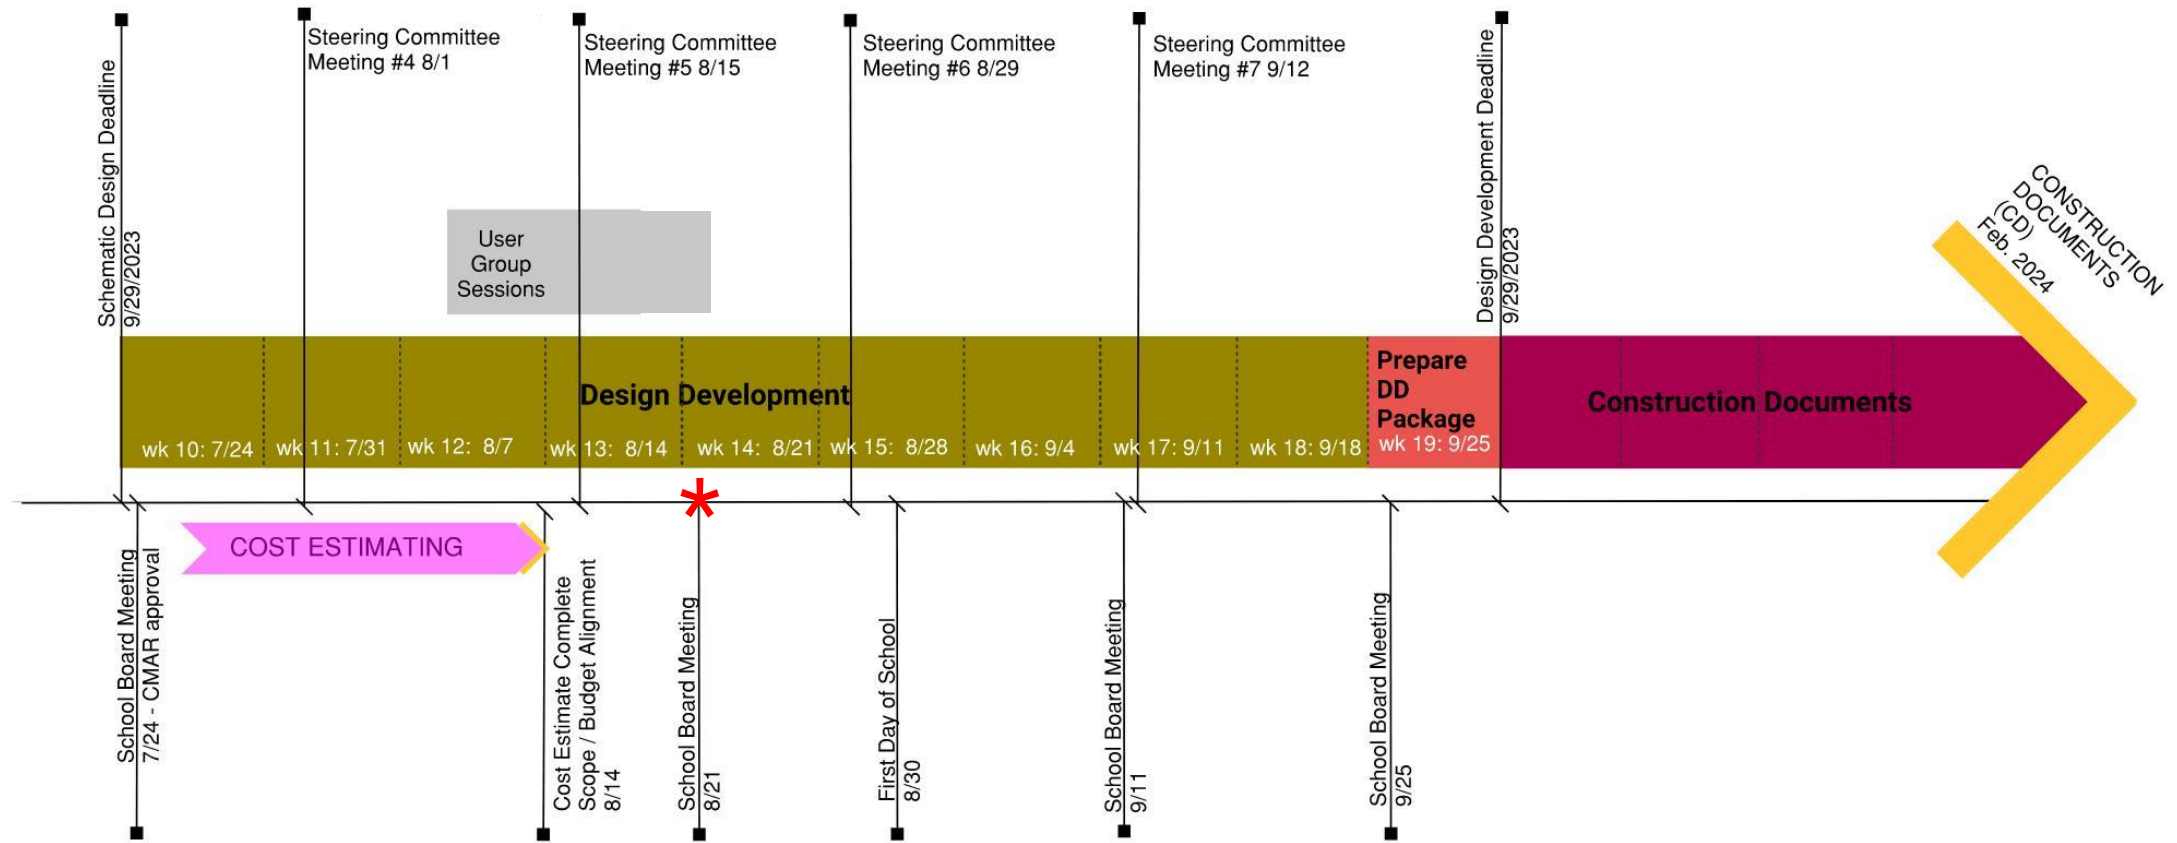 Steering Committee
Meeting #4 8/1
Steering Committee
Meeting #5 8/15
Steering Committee
Meeting #6 8/29
Steering Committee
Meeting #7 9/12
Schematic Design Deadline
9/29/2023
User
Group
Sessions
Design Development Deadline
9/29/2023
CONSTRUCTION
DOCUMENTS
(CD)
Feb. 2024
Design Development
Prepare
DD
Package
Construction Documents
wk 10: 7/24
wk 11: 7/31
wk 12: 8/7
wk 13: 8/14
wk 14: 8/21
wk 15: 8/28
wk 16: 9/4
wk 17: 9/11
wk 18: 9/18
wk 19: 9/25
*
COST ESTIMATING
School Board Meeting
7/24 - CMAR approval
Cost Estimate Complete
Scope / Budget Alignment
8/14
School Board Meeting
8/21
First Day of School
8/30
School Board Meeting
9/11
School Board Meeting
9/25